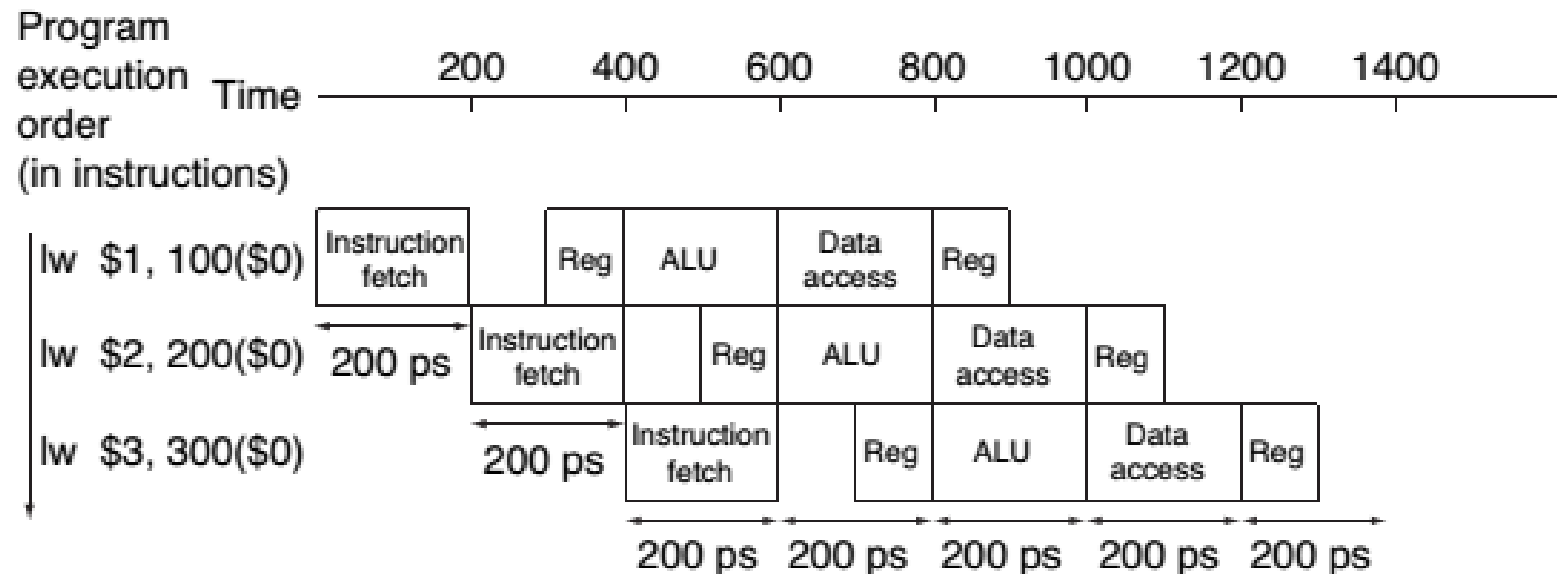 Program
execution
order
(in instructions)
Time
200 400 600 800 1000 1200 1400
lw $1, 100($0)
Instruction
fetch
Reg
ALU
Data
access
Reg
lw $2, 200($0)
200 ps
Instruction
fetch
Reg
ALU
Data
access
Reg
lw $3, 300($0)
200 ps
Instruction
fetch
Reg
ALU
Data
access
Reg
200 ps 200 ps 200 ps 200 ps 200 ps